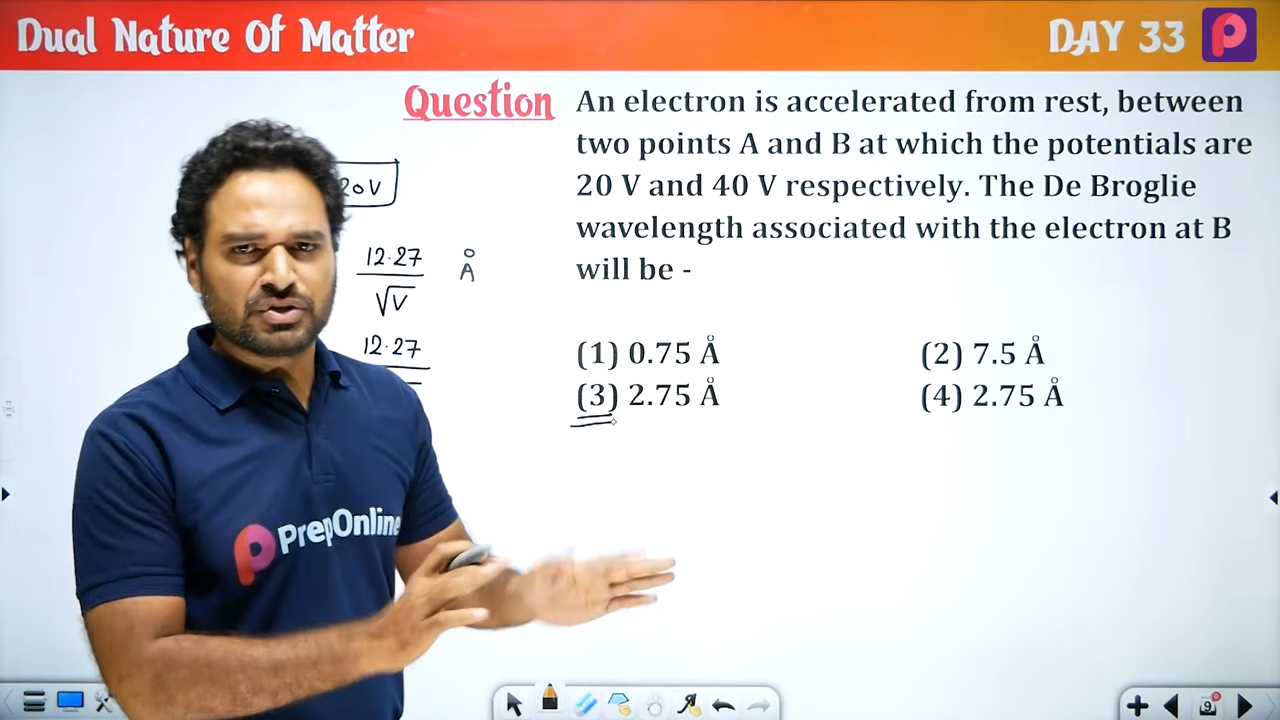 Dual Nature Of Matter
DAY 33
Question An electron is accelerated from rest, between
two points A and B at which the potentials are
20 V and 40 V respectively. The De Broglie
wavelength associated with the electron at B
will be -
20V
12.27 Å
√V
12.27
(1) 0.75 Å (2) 7.5 Å
(3) 2.75 Å (4) 2.75 Å
PrepOnline
9